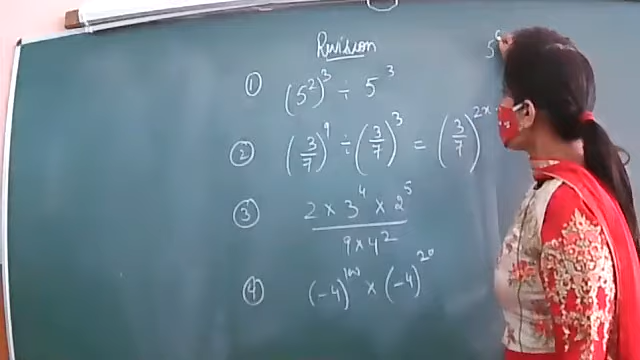 Revision
① (5²)³ ÷ 5³
5⁶
② (3/7)⁹ ÷ (3/7)³ = (3/7)²ˣ
③ 2 × 3⁴ × 2⁵ / 9 × 4²
④ (-4)¹⁰⁰ × (-4)²⁰